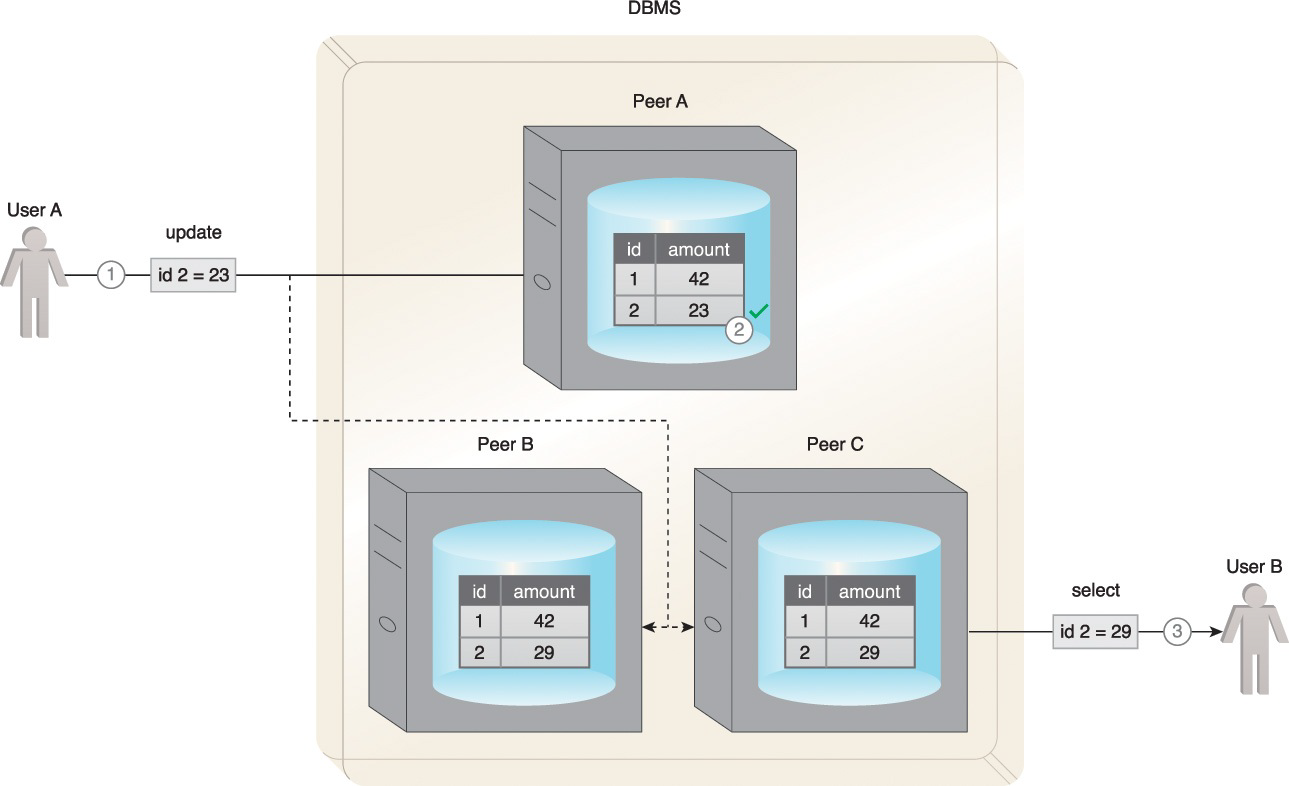 DBMS
Peer A
User A
update
1
id 2 = 23
id amount
1 42
2 23
2
Peer B
Peer C
id amount
1 42
2 29
id amount
1 42
2 29
User B
select
id 2 = 29
3